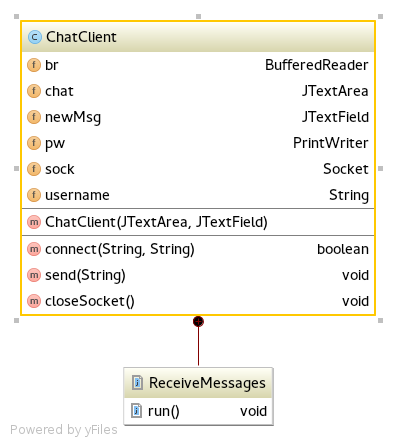 C ChatClient
f br BufferedReader
f chat JTextArea
f newMsg JTextField
f pw PrintWriter
f sock Socket
f username String
m ChatClient(JTextArea, JTextField)
m connect(String, String) boolean
m send(String) void
m closeSocket() void
ReceiveMessages
run() void
Powered by yFiles